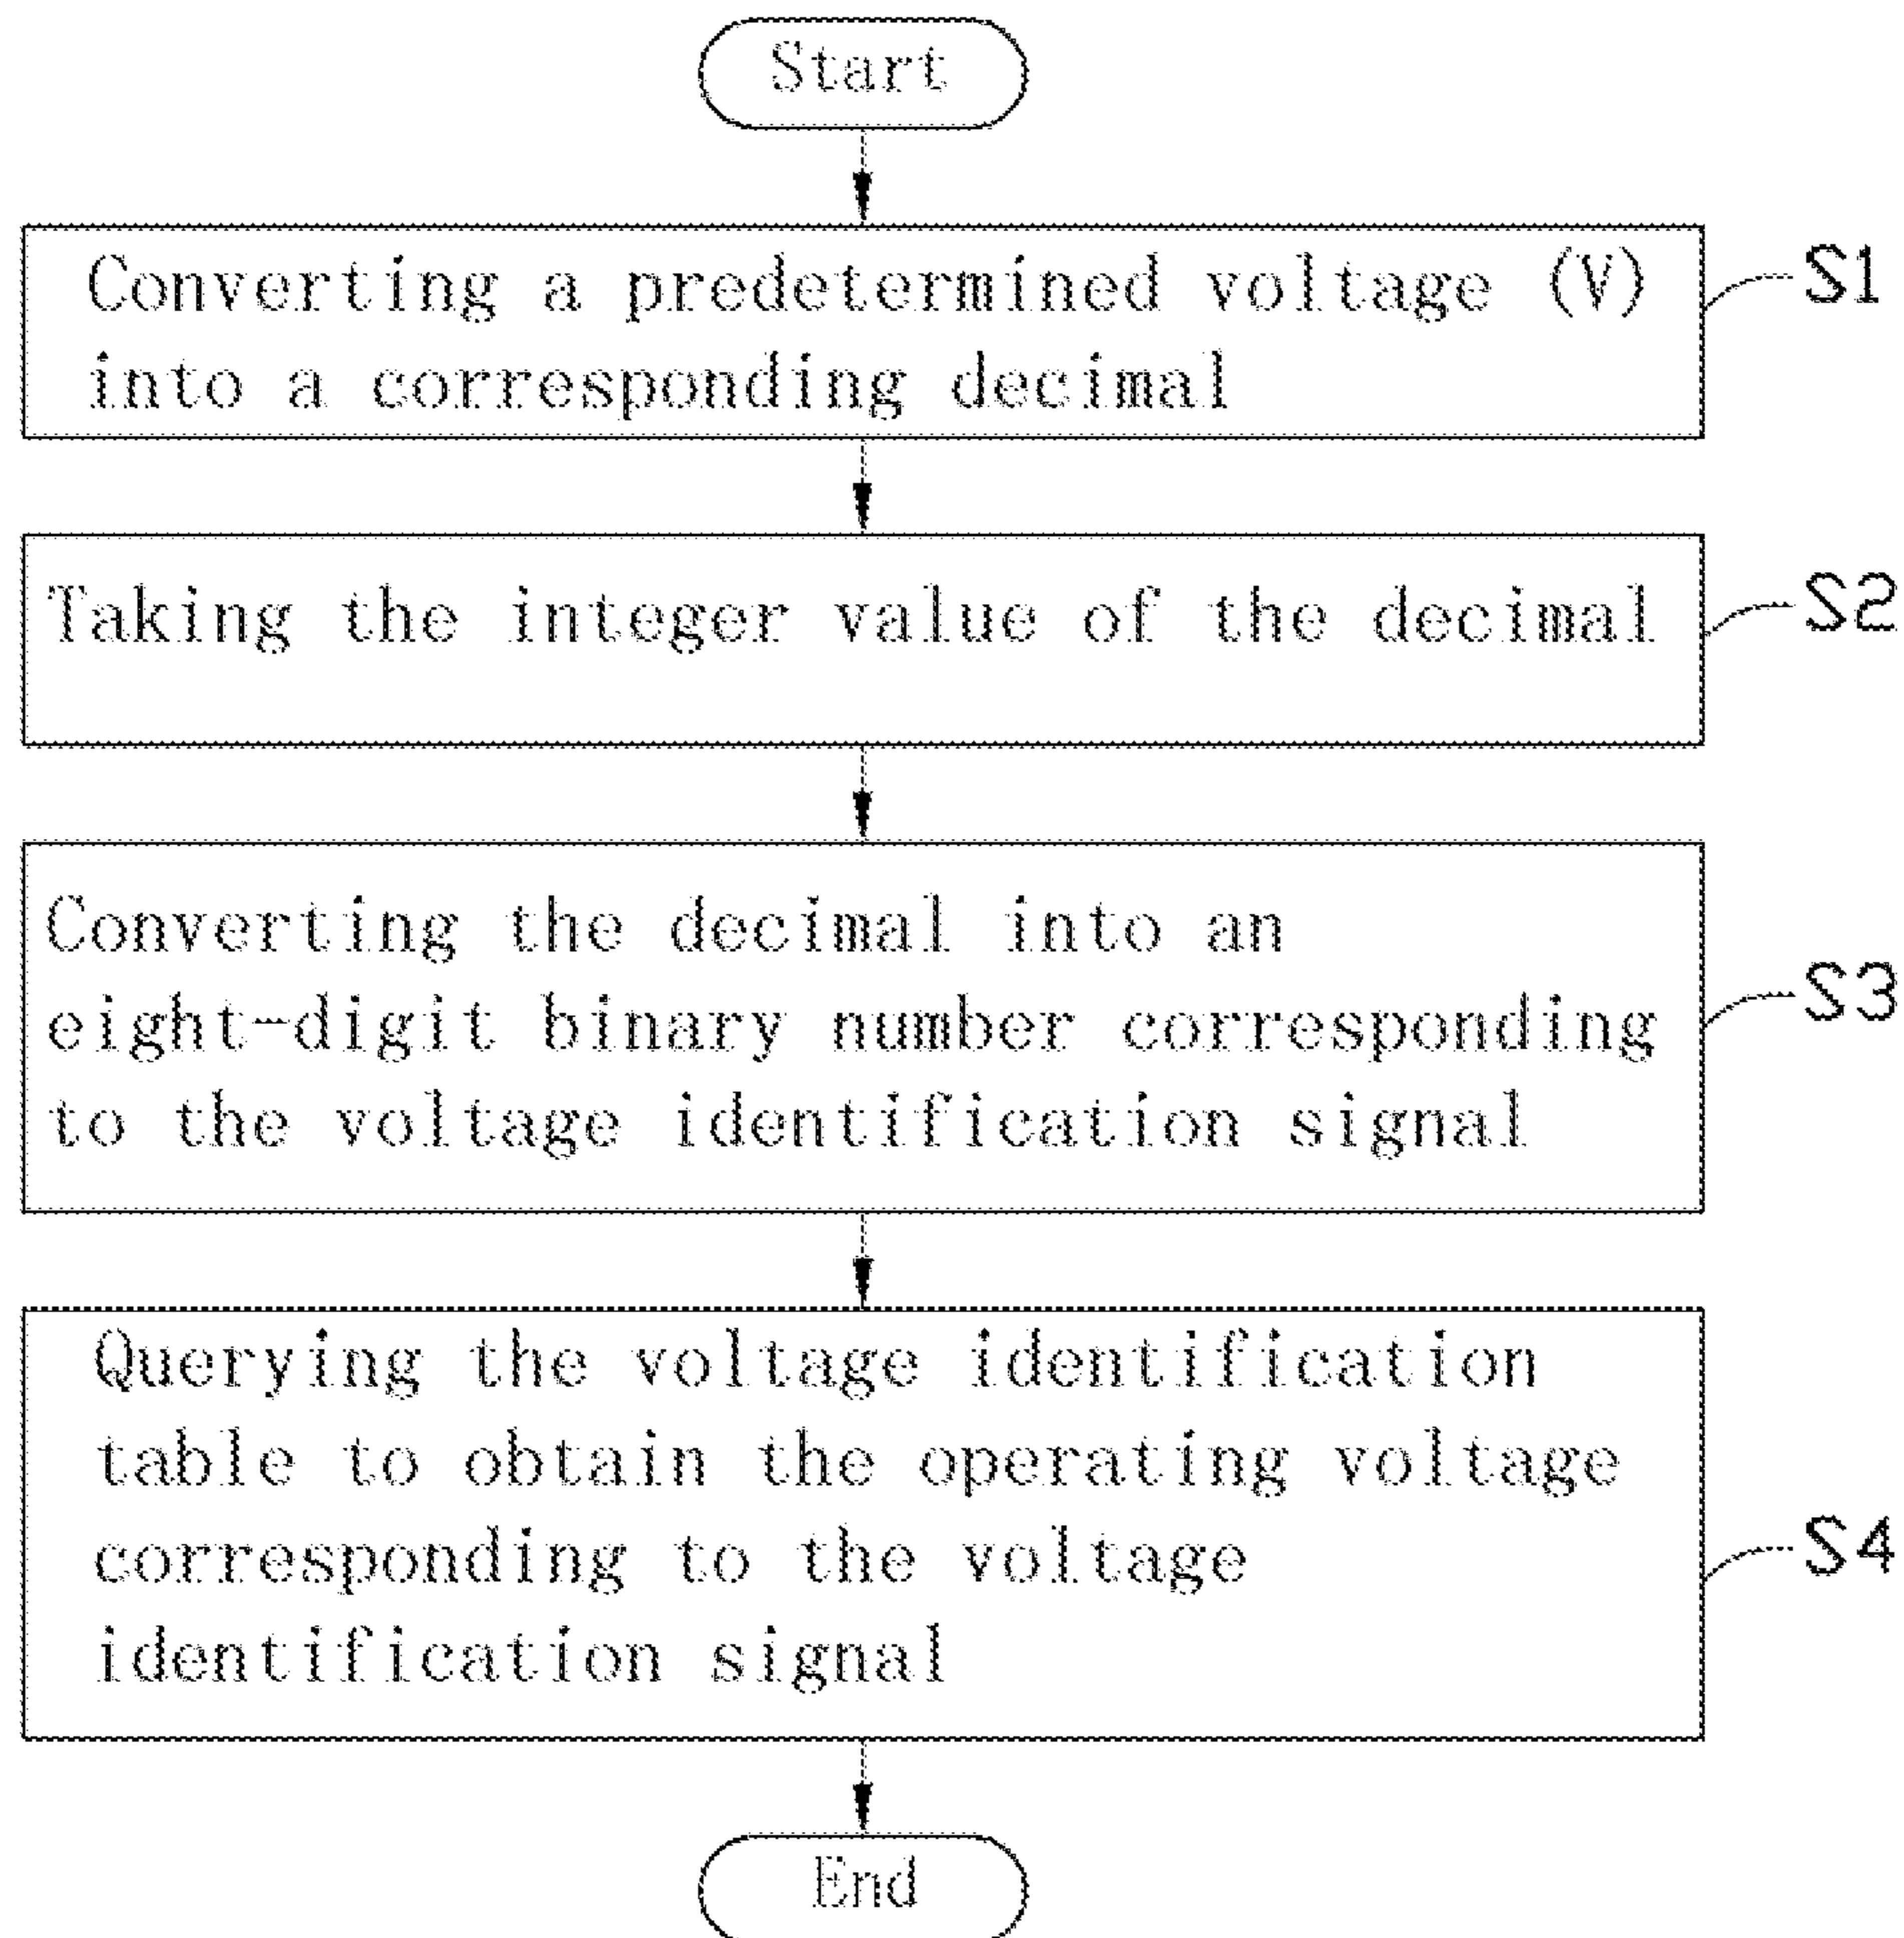 Start
Converting a predetermined voltage (V)
into a corresponding decimal
S1
Taking the integer value of the decimal
S2
Converting the decimal into an
eight-digit binary number corresponding
to the voltage identification signal
S3
Querying the voltage identification
table to obtain the operating voltage
corresponding to the voltage
identification signal
S4
End